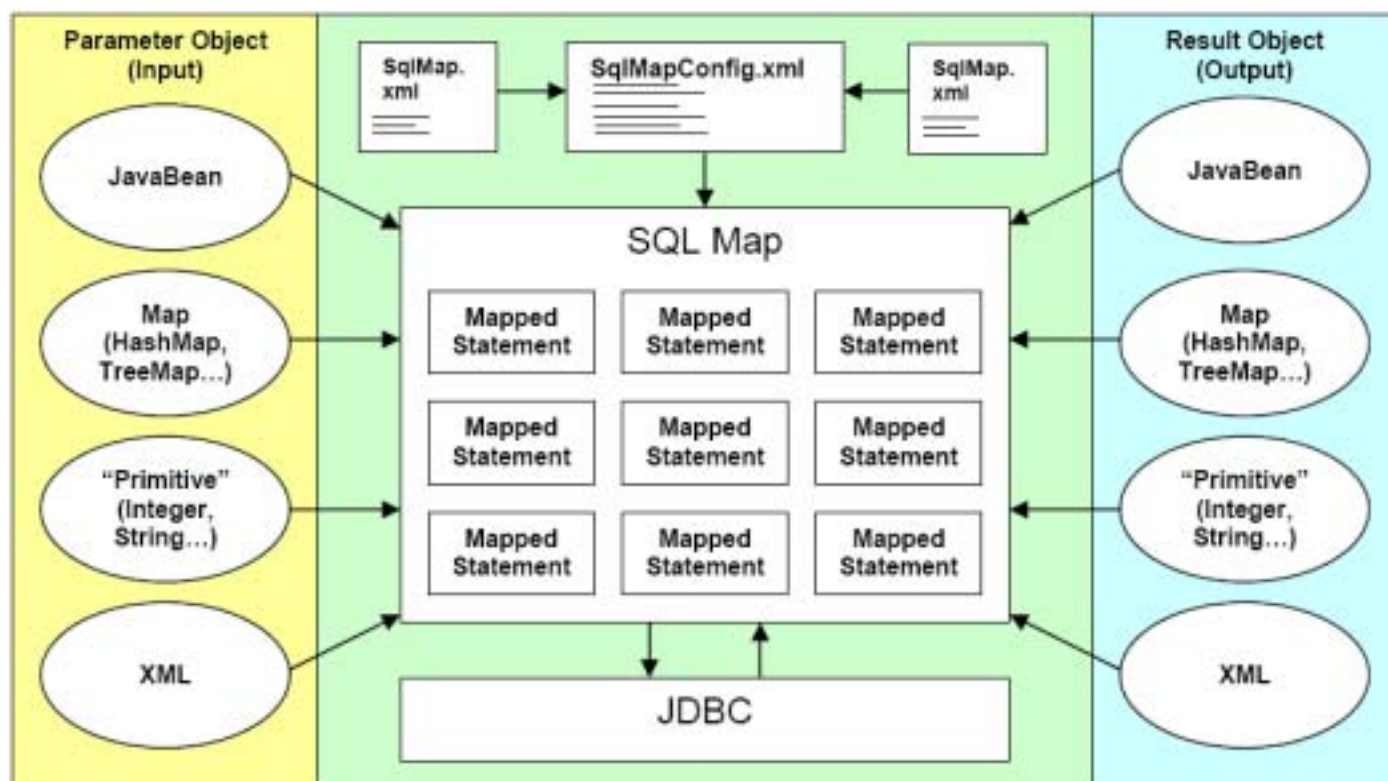 Parameter Object
(Input)
JavaBean
Map
(HashMap,
TreeMap…)
“Primitive”
(Integer,
String…)
XML
SqlMap.
xml
SqlMapConfig.xml
SqlMap.
xml
SQL Map
Mapped
Statement
Mapped
Statement
Mapped
Statement
Mapped
Statement
Mapped
Statement
Mapped
Statement
Mapped
Statement
Mapped
Statement
Mapped
Statement
JDBC
Result Object
(Output)
JavaBean
Map
(HashMap,
TreeMap…)
“Primitive”
(Integer,
String…)
XML